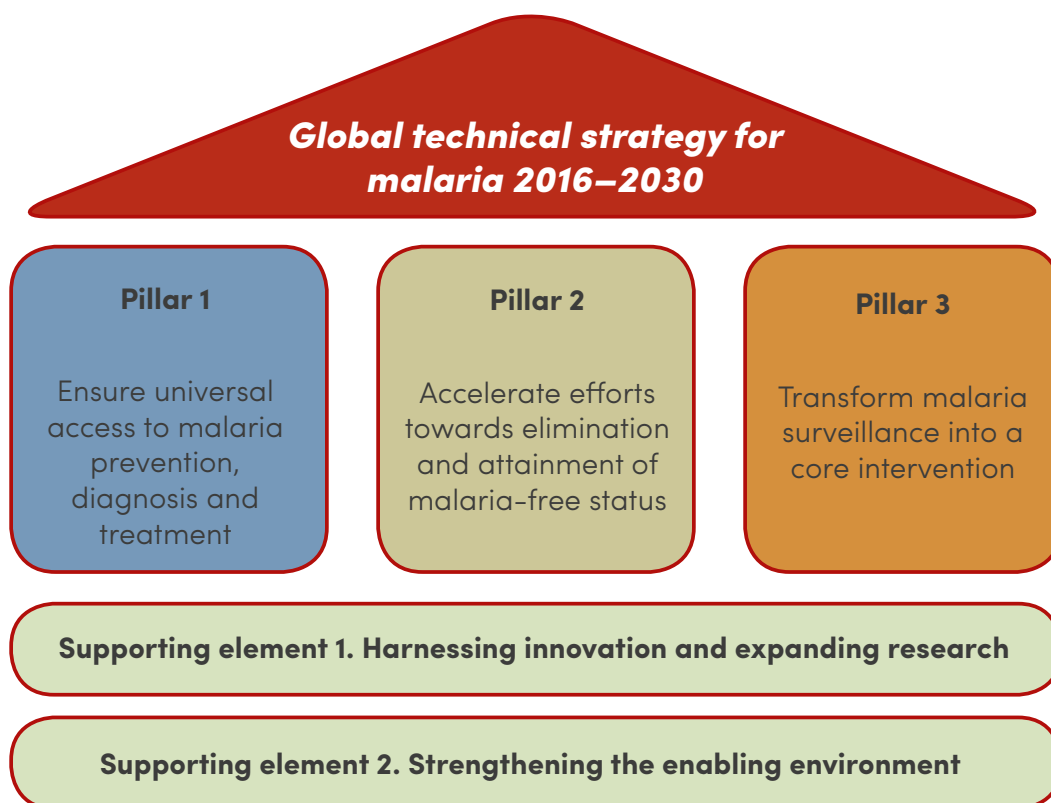 Global technical strategy for
malaria 2016–2030
Pillar 1
Ensure universal
access to malaria
prevention,
diagnosis and
treatment
Pillar 2
Accelerate efforts
towards elimination
and attainment of
malaria-free status
Pillar 3
Transform malaria
surveillance into a
core intervention
Supporting element 1. Harnessing innovation and expanding research
Supporting element 2. Strengthening the enabling environment